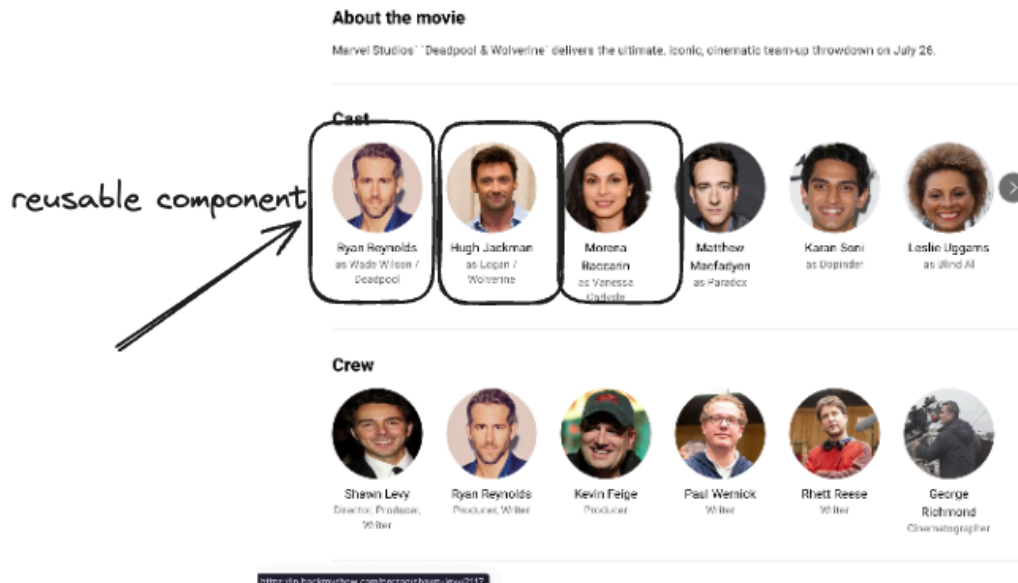 About the movie
Marvel Studios' 'Deadpool & Wolverine' delivers the ultimate, iconic, cinematic team-up throwdown on July 26.
Cast
reusable component
Ryan Reynolds
as Wade Wilson /
Deadpool
Hugh Jackman
as Logan /
Wolverine
Morena
Baccarin
as Vanessa
Carlysle
Matthew
Macfadyen
as Paradox
Karan Soni
as Dopinder
Leslie Uggams
as Blind Al
Crew
Shawn Levy
Director, Producer,
Writer
Ryan Reynolds
Producer, Writer
Kevin Feige
Producer
Paul Wernick
Writer
Rhett Reese
Writer
George
Richmond
Cinematographer